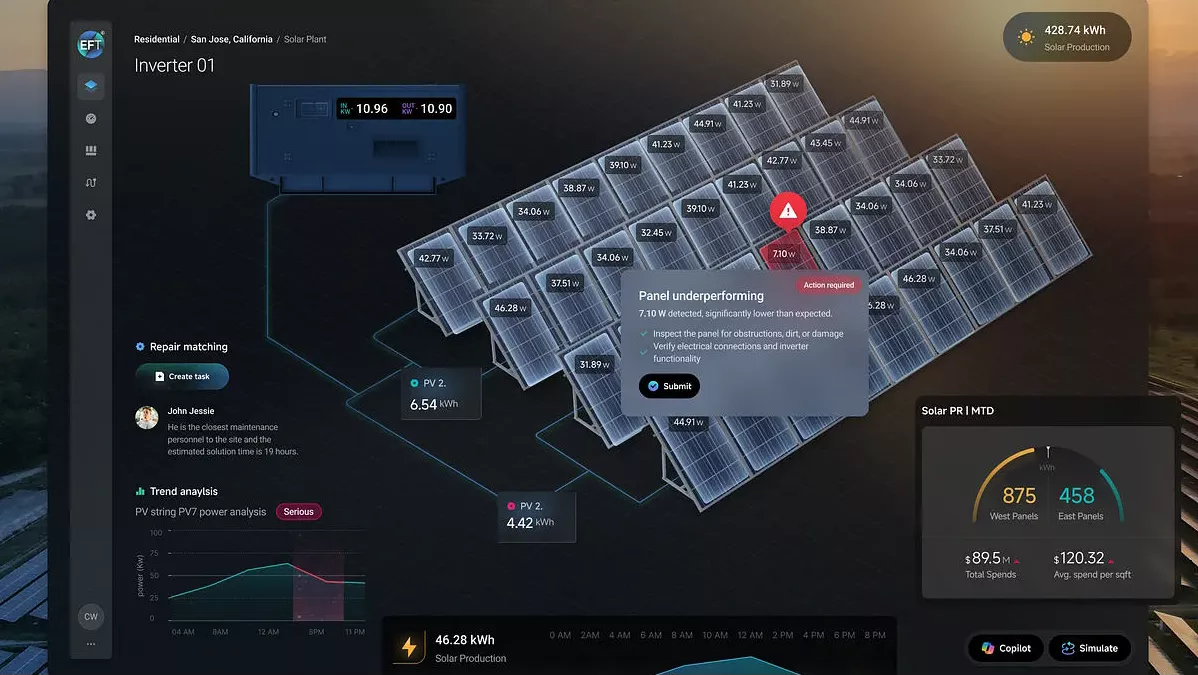 EFT
Residential / San Jose, California / Solar Plant
Inverter 01
428.74 kWh
Solar Production
IN KW 10.96 OUT KW 10.90
31.89 W
41.23 W
44.91 W
41.23 W
39.10 W
38.87 W
34.06 W
33.72 W
42.77 W
44.91 W
43.45 W
42.77 W
41.23 W
39.10 W
32.45 W
34.06 W
37.51 W
46.28 W
33.72 W
34.06 W
34.06 W
38.87 W
7.10 W
31.89 W
41.23 W
37.51 W
34.06 W
46.28 W
6.28 W
44.91 W
Action required
Panel underperforming
7.10 W detected, significantly lower than expected.
Inspect the panel for obstructions, dirt, or damage
Verify electrical connections and inverter
functionality
Submit
Repair matching
Create task
John Jessie
He is the closest maintenance
personnel to the site and the
estimated solution time is 19 hours.
PV 2.
6.54 kWh
PV 2.
4.42 kWh
Trend anaylsis
PV string PV7 power analysis Serious
power (Kw)
100
75
50
25
0
04 AM 8AM 12 AM 8PM 11 PM
CW
46.28 kWh
Solar Production
0 AM 2AM 4 AM 6 AM 8 AM 10 AM 12 AM 2 PM 4 PM 6 PM 8 PM
Solar PR | MTD
kWh
875 458
West Panels East Panels
$89.5M $120.32
Total Spends Avg. spend per sqft
Copilot Simulate